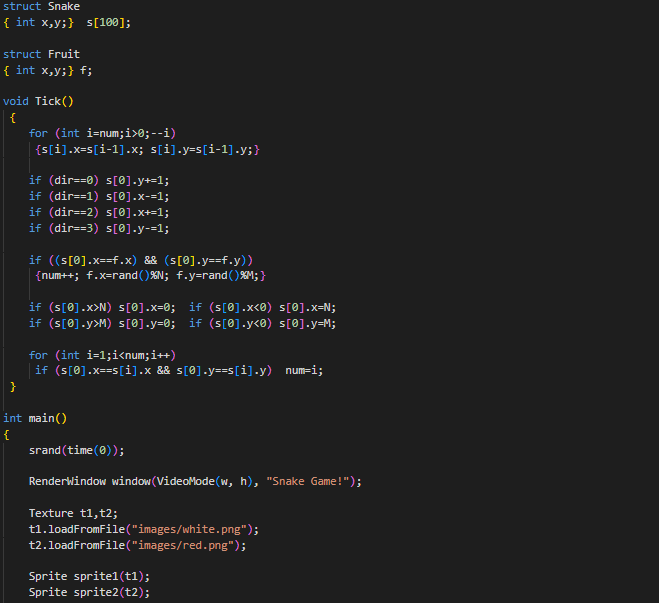 struct Snake
{ int x,y;}  s[100];
struct Fruit
{ int x,y;} f;
void Tick()
{
for (int i=num;i>0;--i)
{s[i].x=s[i-1].x; s[i].y=s[i-1].y;}
if (dir==0) s[0].y+=1;
if (dir==1) s[0].x-=1;
if (dir==2) s[0].x+=1;
if (dir==3) s[0].y-=1;
if ((s[0].x==f.x) && (s[0].y==f.y))
{num++; f.x=rand()%N; f.y=rand()%M;}
if (s[0].x>N) s[0].x=0;  if (s[0].x<0) s[0].x=N;
if (s[0].y>M) s[0].y=0;  if (s[0].y<0) s[0].y=M;
for (int i=1;i<num;i++)
if (s[0].x==s[i].x && s[0].y==s[i].y)  num=i;
}
int main()
{
srand(time(0));
RenderWindow window(VideoMode(w, h), "Snake Game!");
Texture t1,t2;
t1.loadFromFile("images/white.png");
t2.loadFromFile("images/red.png");
Sprite sprite1(t1);
Sprite sprite2(t2);